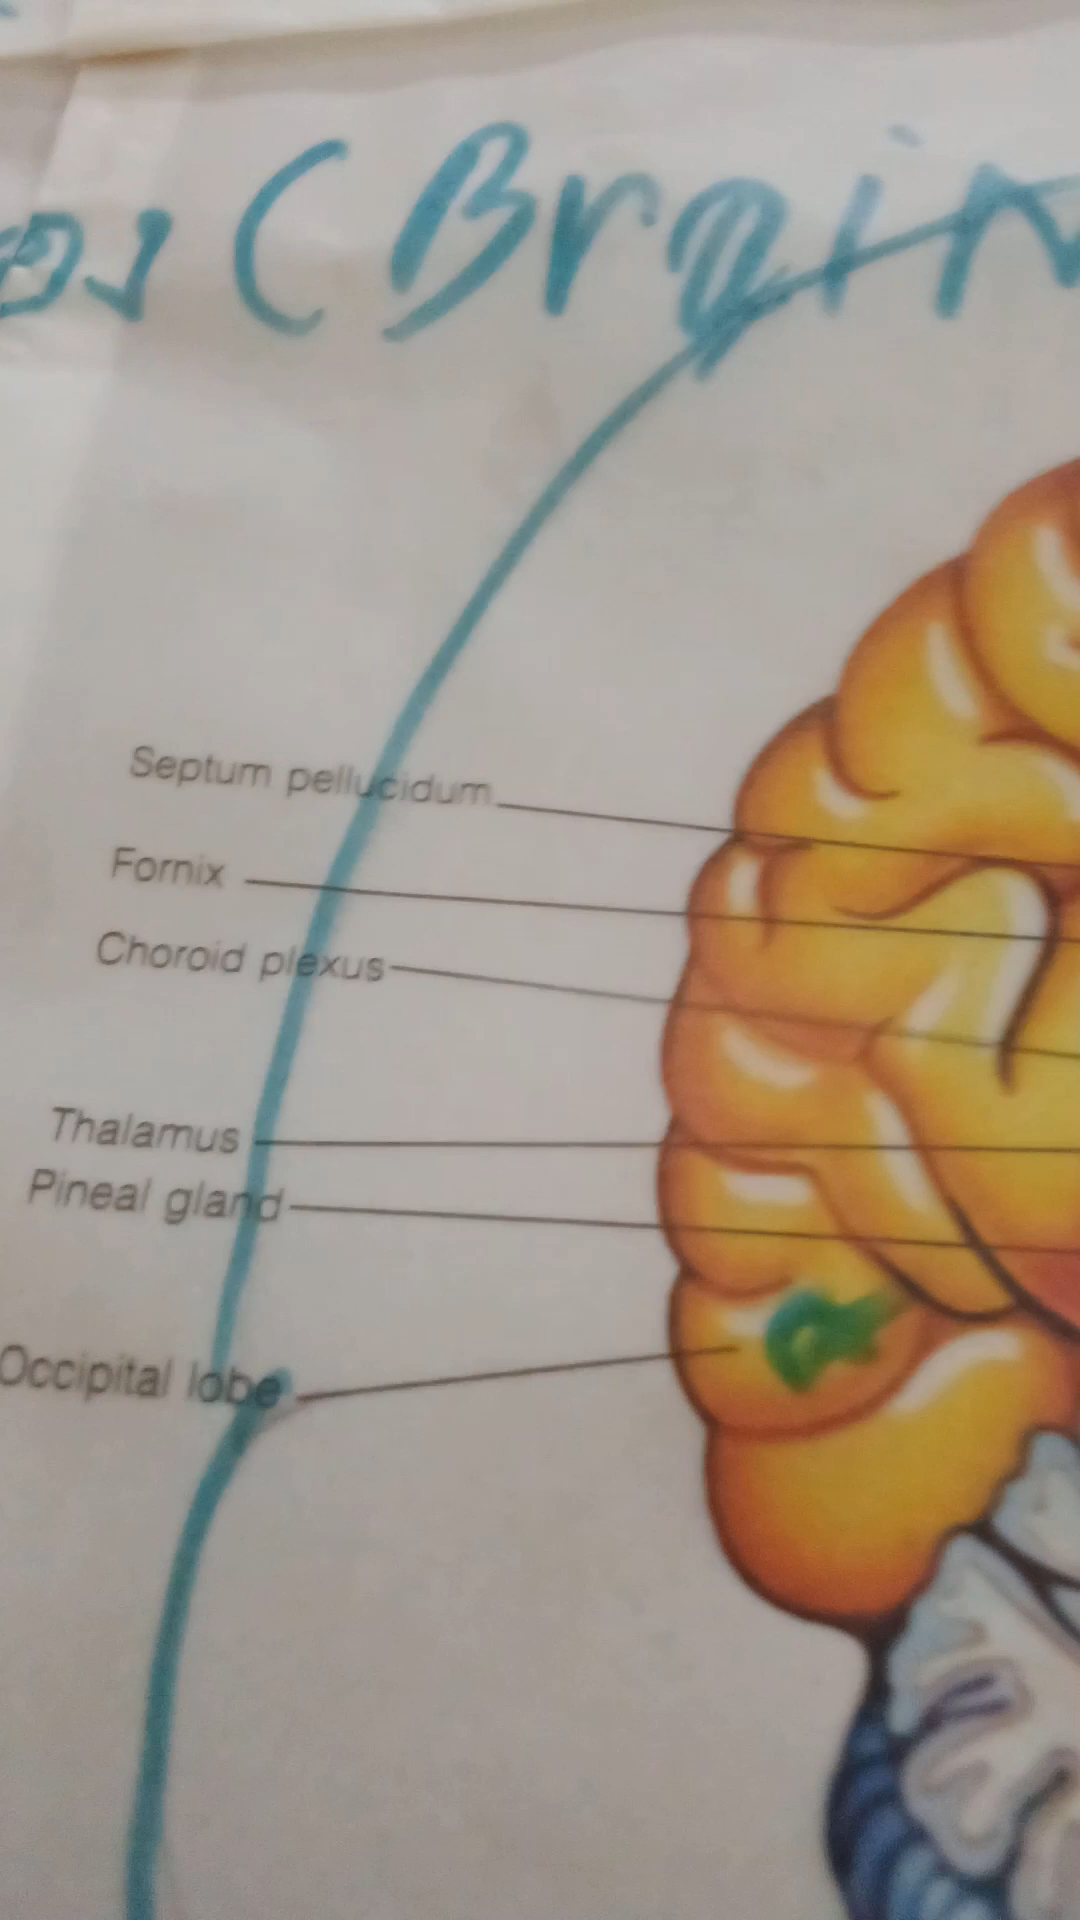 (Brain
Septum pellucidum
Fornix
Choroid plexus
Thalamus
Pineal gland
Occipital lobe